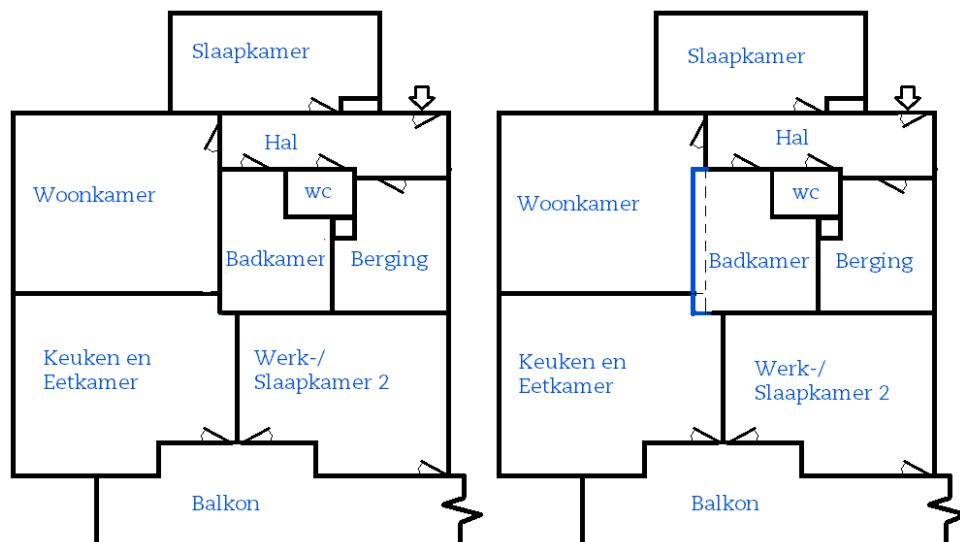 Slaapkamer
Hal
Woonkamer
wc
Badkamer
Berging
Keuken en
Eetkamer
Werk-/
Slaapkamer 2
Balkon
Slaapkamer
Hal
Woonkamer
wc
Badkamer
Berging
Keuken en
Eetkamer
Werk-/
Slaapkamer 2
Balkon